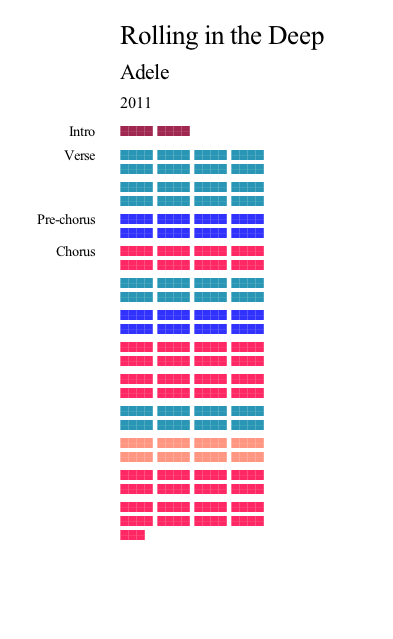 Rolling in the Deep
Adele
2011
Intro
Verse
Pre-chorus
Chorus